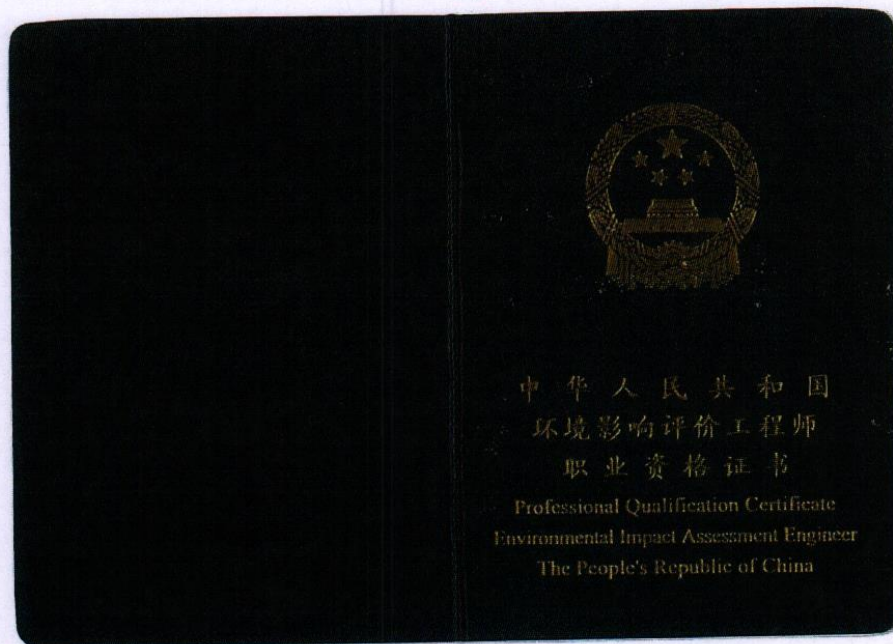 中华人民共和国
环境影响评价工程师
职业资格证书
Professional Qualification Certificate
Environmental Impact Assessment Engineer
The People's Republic of China